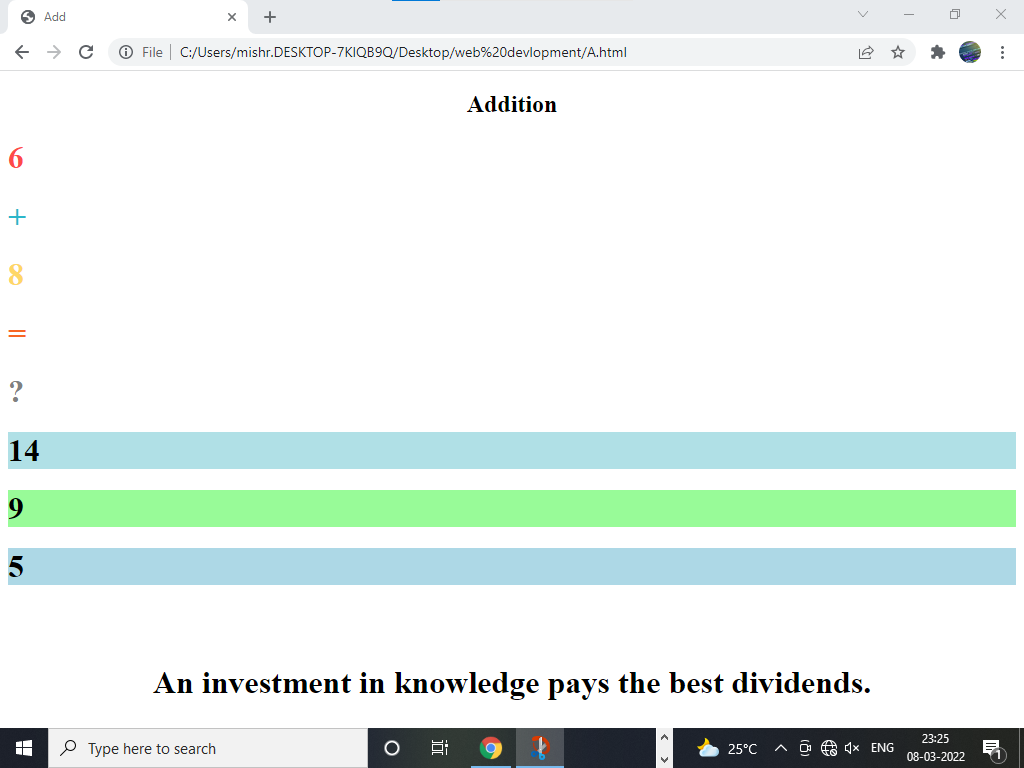 Add
File
C:/Users/mishr.DESKTOP-7KIQB9Q/Desktop/web%20devlopment/A.html
Addition
6
+
8
=
?
14
9
5
An investment in knowledge pays the best dividends.
Type here to search
25°C
ENG
23:25
08-03-2022
1